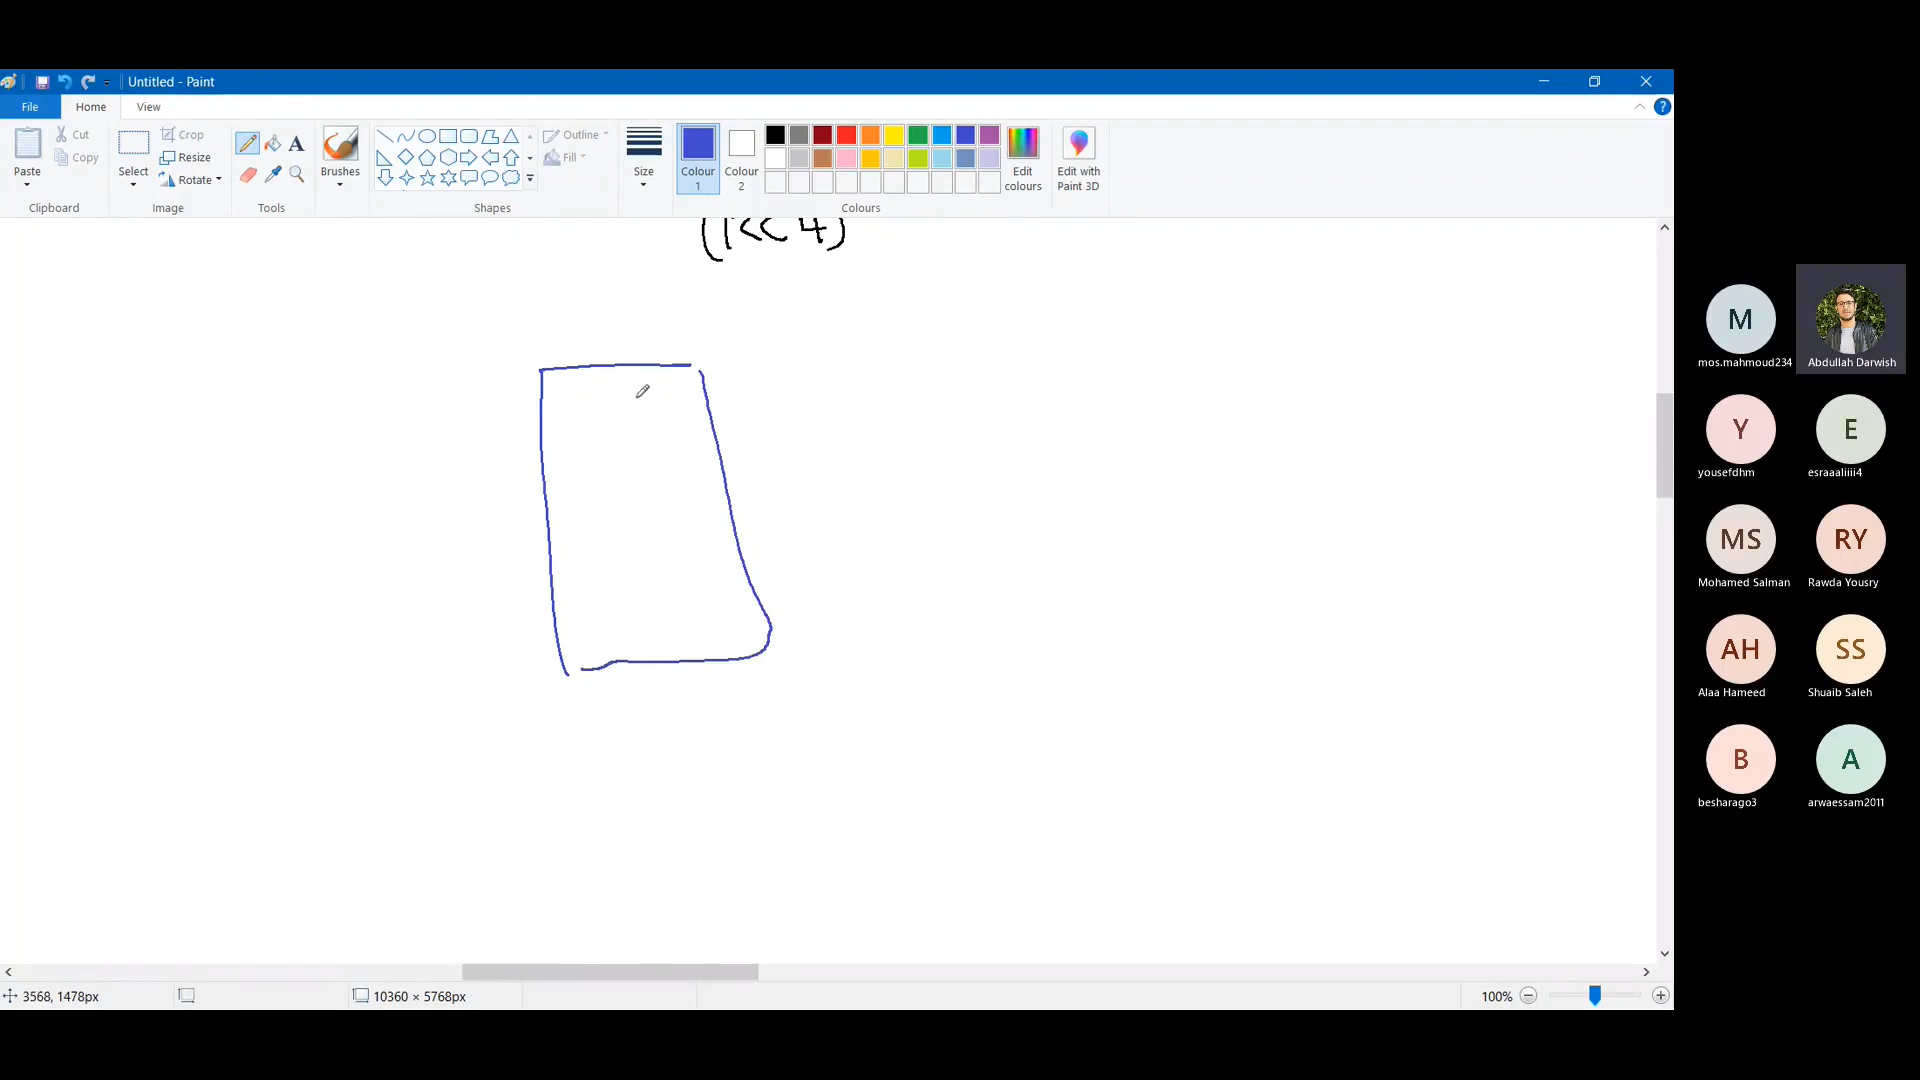 Untitled - Paint
File Home View
Paste
Cut
Copy
Clipboard
Select
Crop
Resize
Rotate
Image
Tools
Brushes
Shapes
Outline
Fill
Size
Colour 1
Colour 2
Edit colours
Colours
Edit with Paint 3D
(1<< 4)
M
mos.mahmoud234
Abdullah Darwish
Y
yousefdhm
E
esraaaliiii4
MS
Mohamed Salman
RY
Rawda Yousry
AH
Alaa Hameed
SS
Shuaib Saleh
B
besharago3
A
arwaessam2011
3568, 1478px
10360 × 5768px
100%